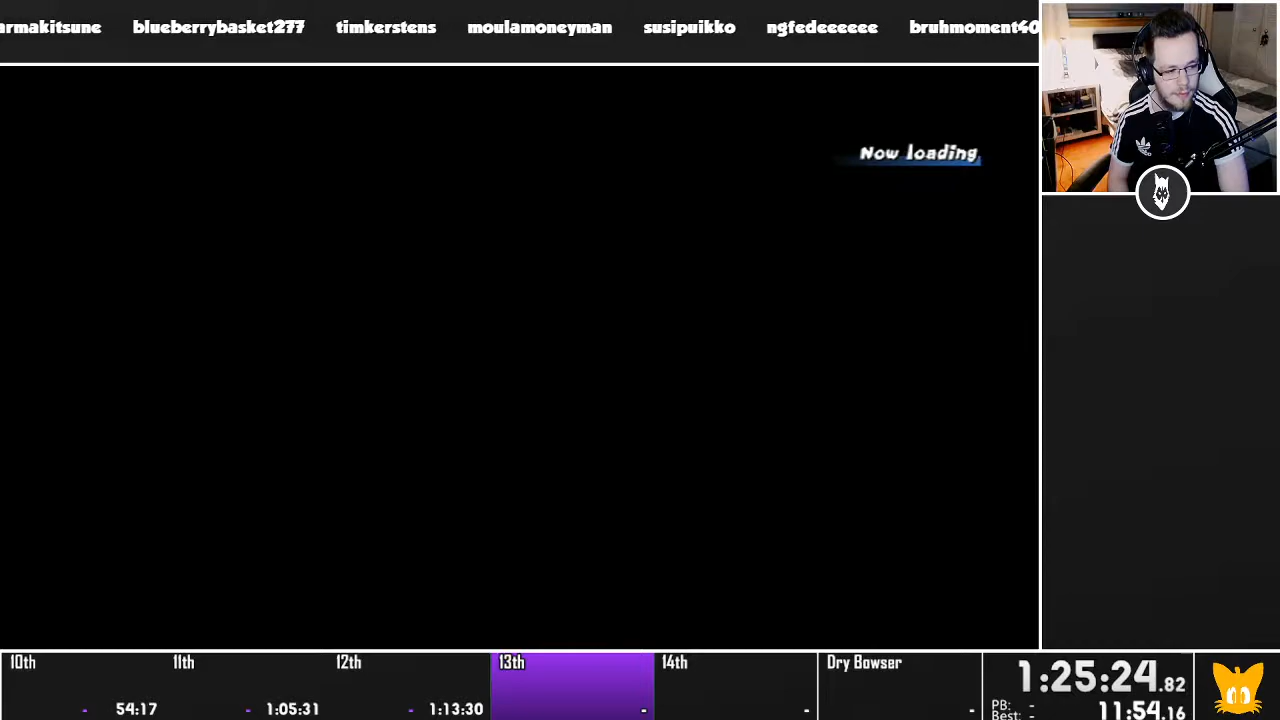 armakitsune blueberrybasket277 timkerstens moulamoneyman susipuikko ngfedeeeeee bruhmoment40
Now loading
10th 11th 12th 13th 14th Dry Bowser
- 54:17 - 1:05:31 - 1:13:30 - - -
1:25:24.82
PB: -
Best: - 11:54.16